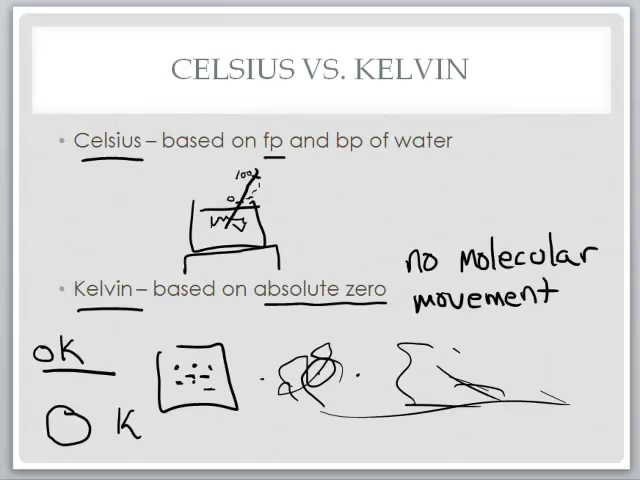 CELSIUS VS. KELVIN
• Celsius – based on fp and bp of water
100
0
• Kelvin – based on absolute zero
no molecular
movement
0K
0 K